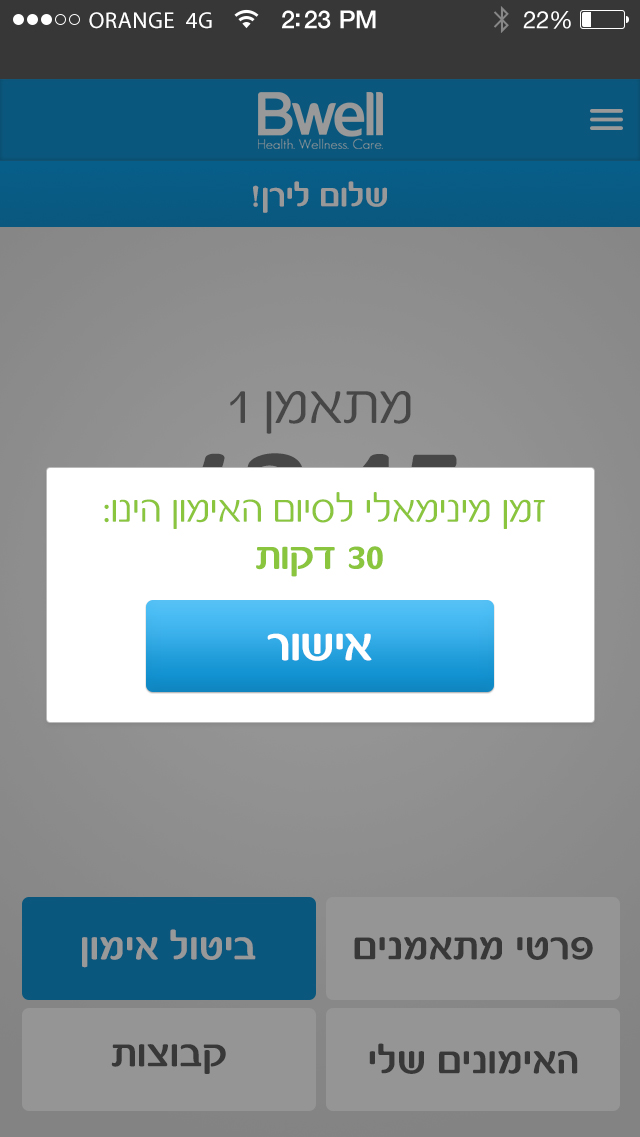 ORANGE 4G 2:23 PM 22%
Bwell
Health. Wellness. Care.
שלום לירן!
מתאמן 1
זמן מינימאלי לסיום האימון הינו:
30 דקות
אישור
פרטי מתאמנים
ביטול אימון
האימונים שלי
קבוצות